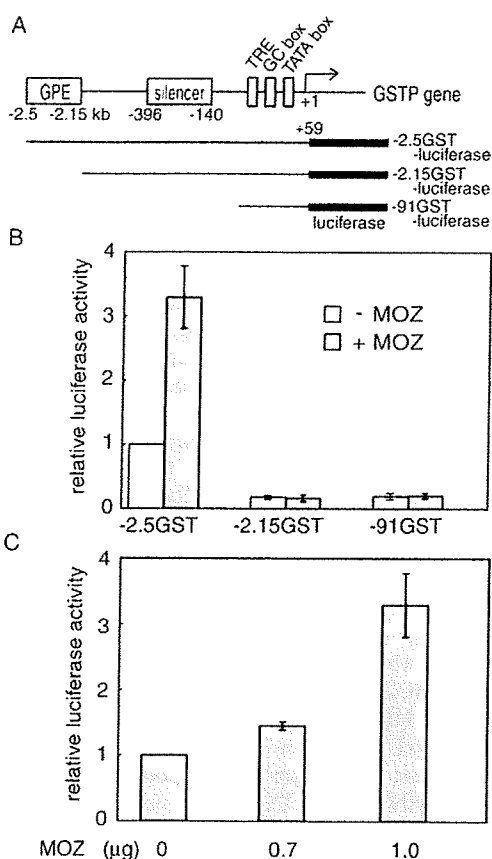 A
TRE
GC box
TATA box
GPE
silencer
+1
GSTP gene
-2.5
-2.15 kb
-396
-140
+59
-2.5GST
-luciferase
-2.15GST
-luciferase
-91GST
luciferase
-luciferase
B
relative luciferase activity
4
3
2
1
0
- MOZ
+ MOZ
-2.5GST
-2.15GST
-91GST
C
relative luciferase activity
4
3
2
1
0
MOZ (µg) 0 0.7 1.0